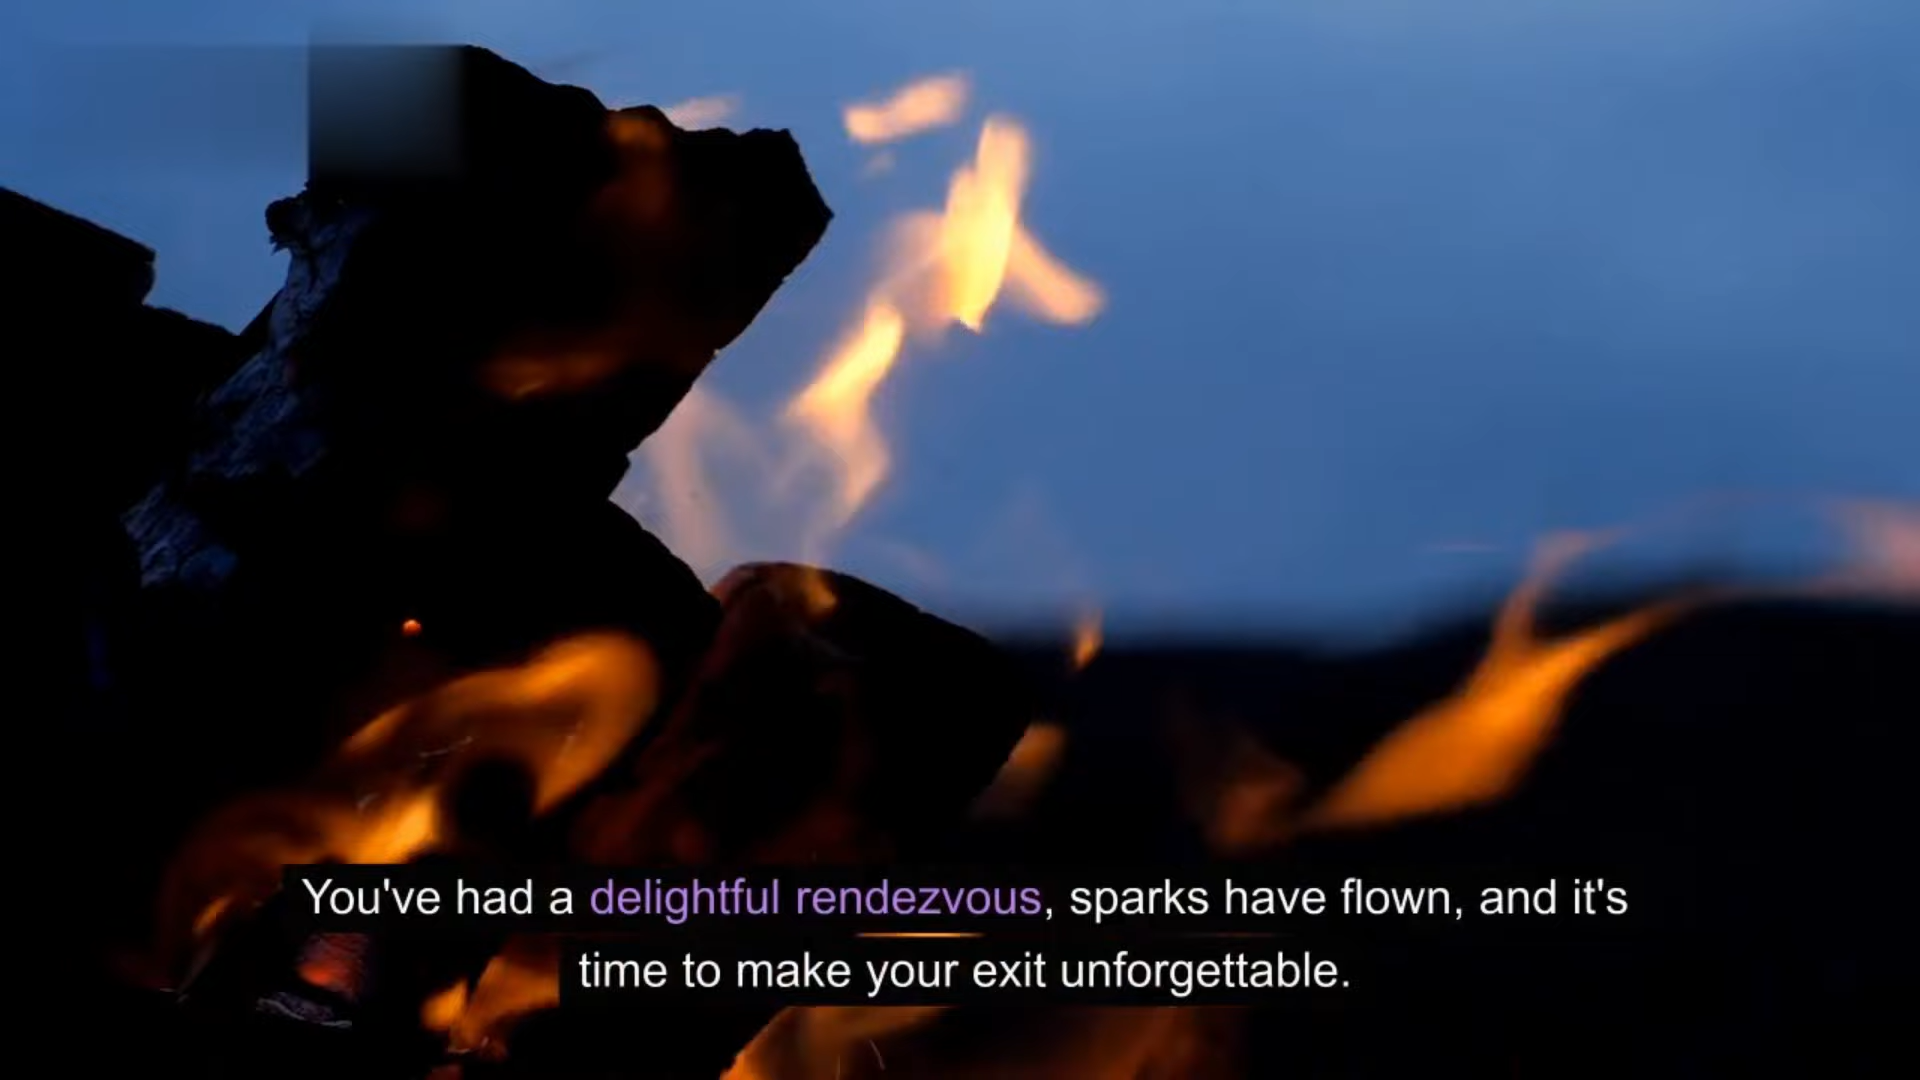 You've had a delightful rendezvous, sparks have flown, and it's
time to make your exit unforgettable.